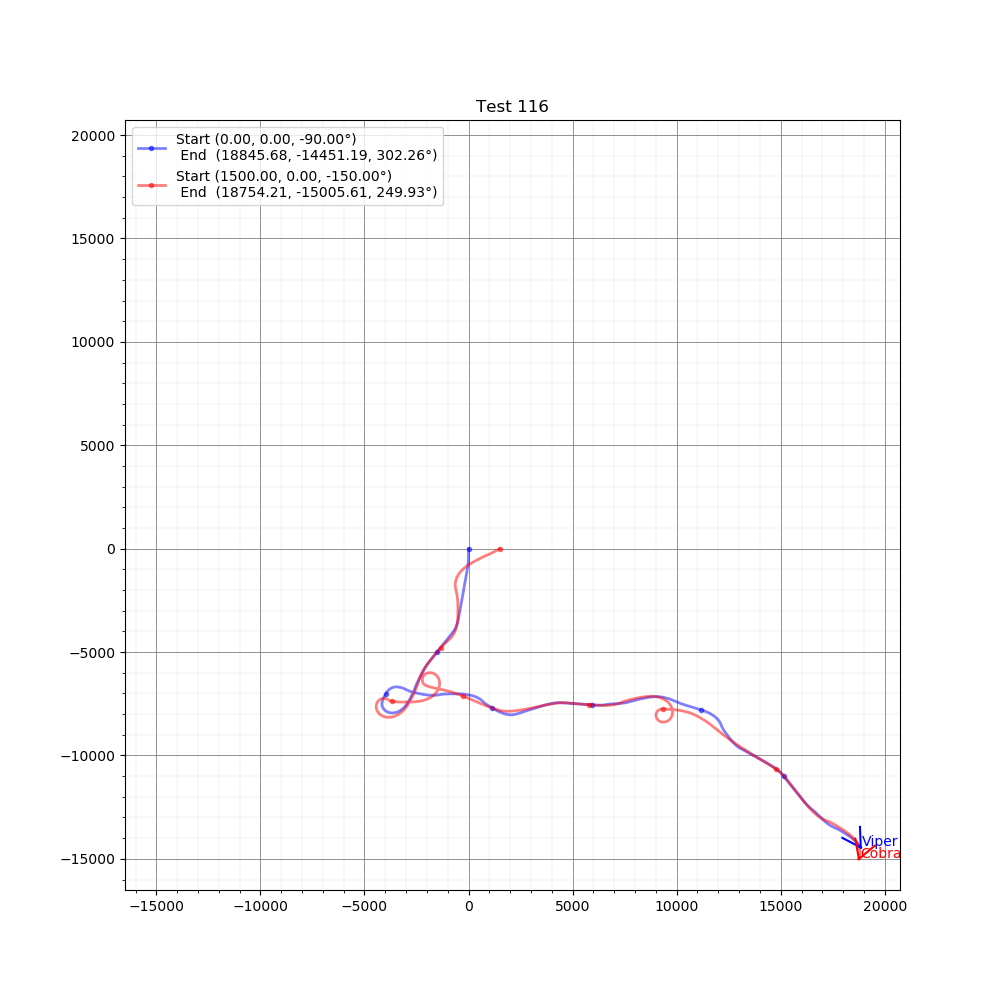 Test 116
Start (0.00, 0.00, -90.00°)
End (18845.68, -14451.19, 302.26°)
Start (1500.00, 0.00, -150.00°)
End (18754.21, -15005.61, 249.93°)
20000
15000
10000
5000
0
−5000
−10000
−15000
Viper
Cobra
−15000 −10000 −5000 0 5000 10000 15000 20000